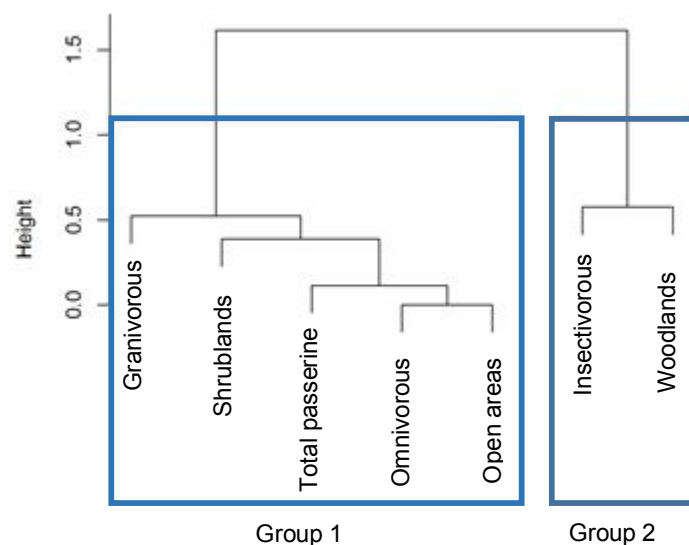 Height
1.5
1.0
0.5
0.0
Granivorous
Shrublands
Total passerine
Omnivorous
Open areas
Insectivorous
Woodlands
Group 1
Group 2